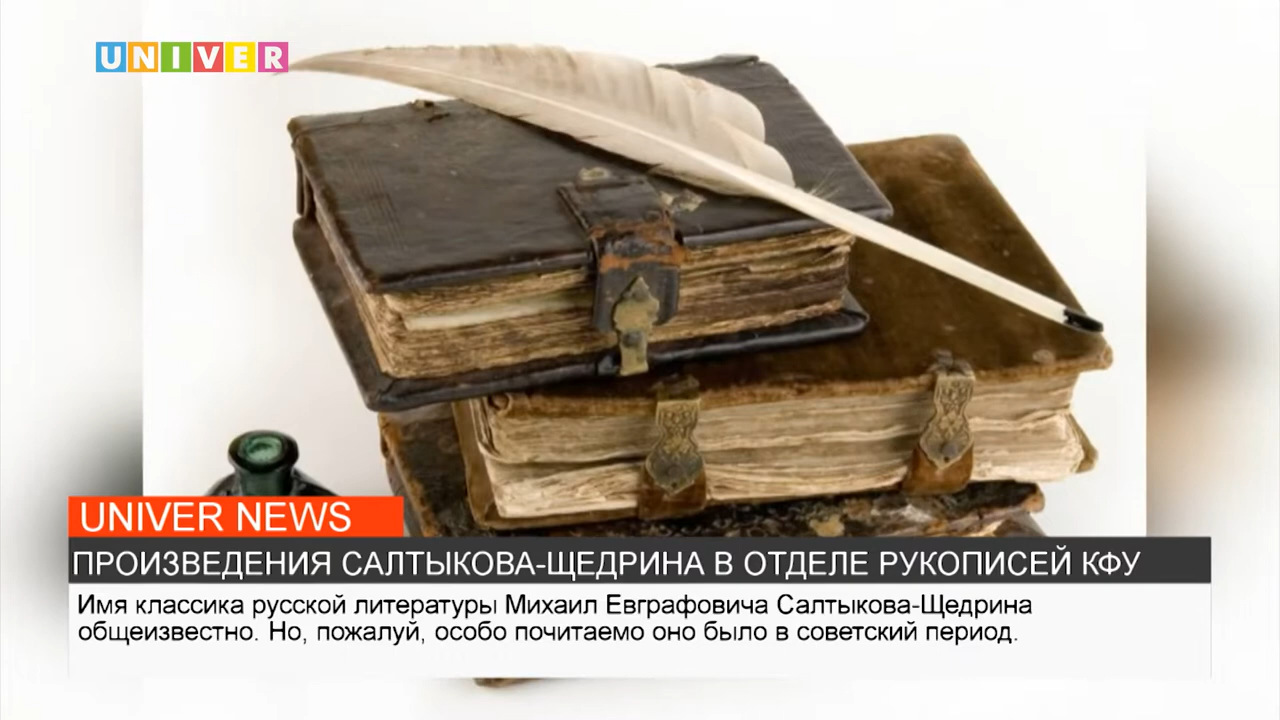 UNIVER
UNIVER NEWS
ПРОИЗВЕДЕНИЯ САЛТЫКОВА-ЩЕДРИНА В ОТДЕЛЕ РУКОПИСЕЙ КФУ
Имя классика русской литературы Михаил Евграфовича Салтыкова-Щедрина
общеизвестно. Но, пожалуй, особо почитаемо оно было в советский период.